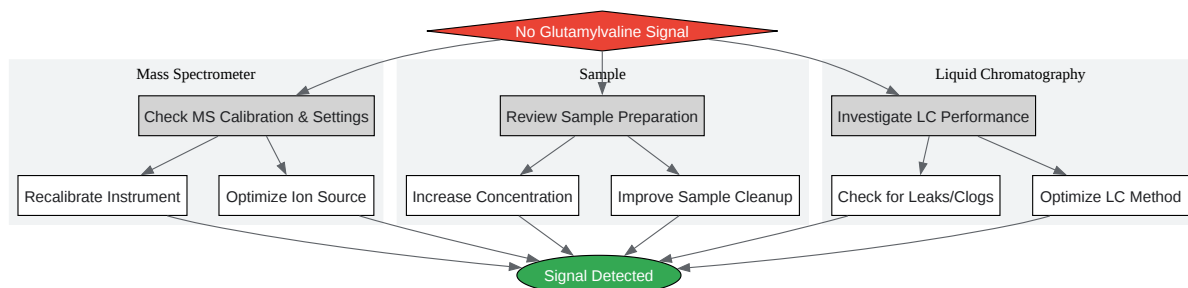 No Glutamylvaline Signal
Mass Spectrometer
Sample
Liquid Chromatography
Check MS Calibration & Settings
Review Sample Preparation
Investigate LC Performance
Recalibrate Instrument
Optimize Ion Source
Increase Concentration
Improve Sample Cleanup
Check for Leaks/Clogs
Optimize LC Method
Signal Detected